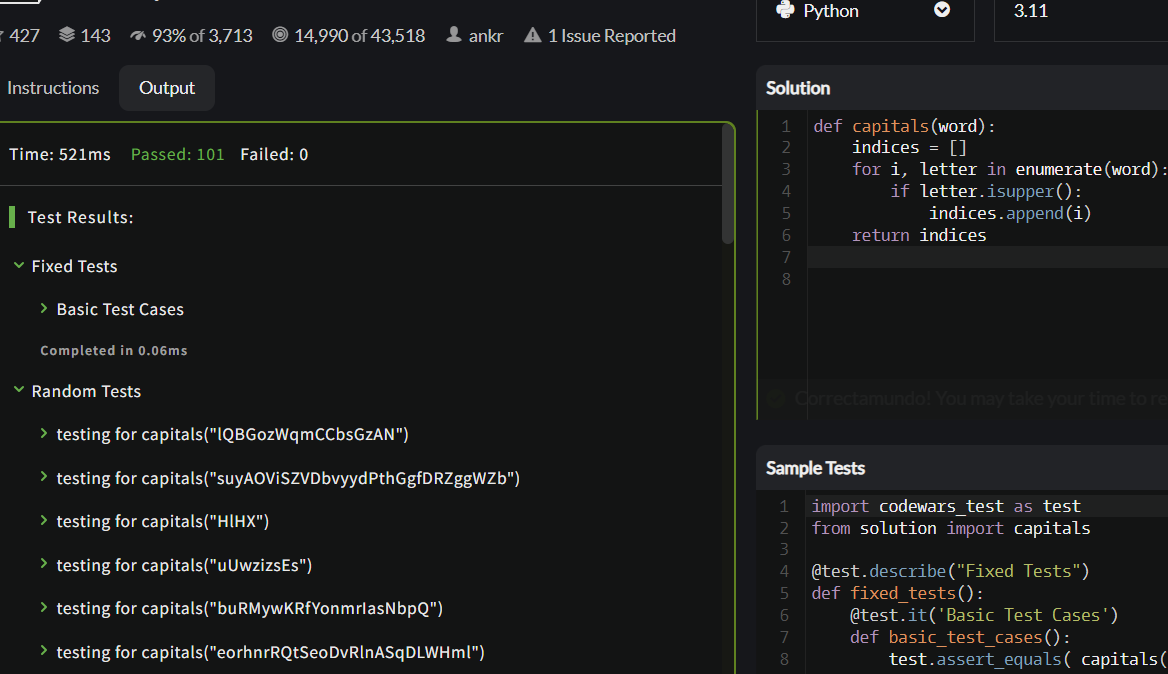 427 143 93% of 3,713 14,990 of 43,518 ankr 1 Issue Reported
Instructions Output
Time: 521ms Passed: 101 Failed: 0
Test Results:
Fixed Tests
Basic Test Cases
Completed in 0.06ms
Random Tests
testing for capitals("lQBGozWqmCCbsGzAN")
testing for capitals("suyAOViSZVDbvyydPthGgfDRZggWZb")
testing for capitals("HlHX")
testing for capitals("uUwzizsEs")
testing for capitals("buRMywKRfYonmrIasNbpQ")
testing for capitals("eorhnrRQtSeoDvRlnASqDLWHml")
Python 3.11
Solution
1 def capitals(word):
2     indices = []
3     for i, letter in enumerate(word):
4         if letter.isupper():
5             indices.append(i)
6     return indices
7
8
Correctamundo! You may take your time to re
Sample Tests
1 import codewars_test as test
2 from solution import capitals
3
4 @test.describe("Fixed Tests")
5 def fixed_tests():
6     @test.it('Basic Test Cases')
7     def basic_test_cases():
8         test.assert_equals( capitals(